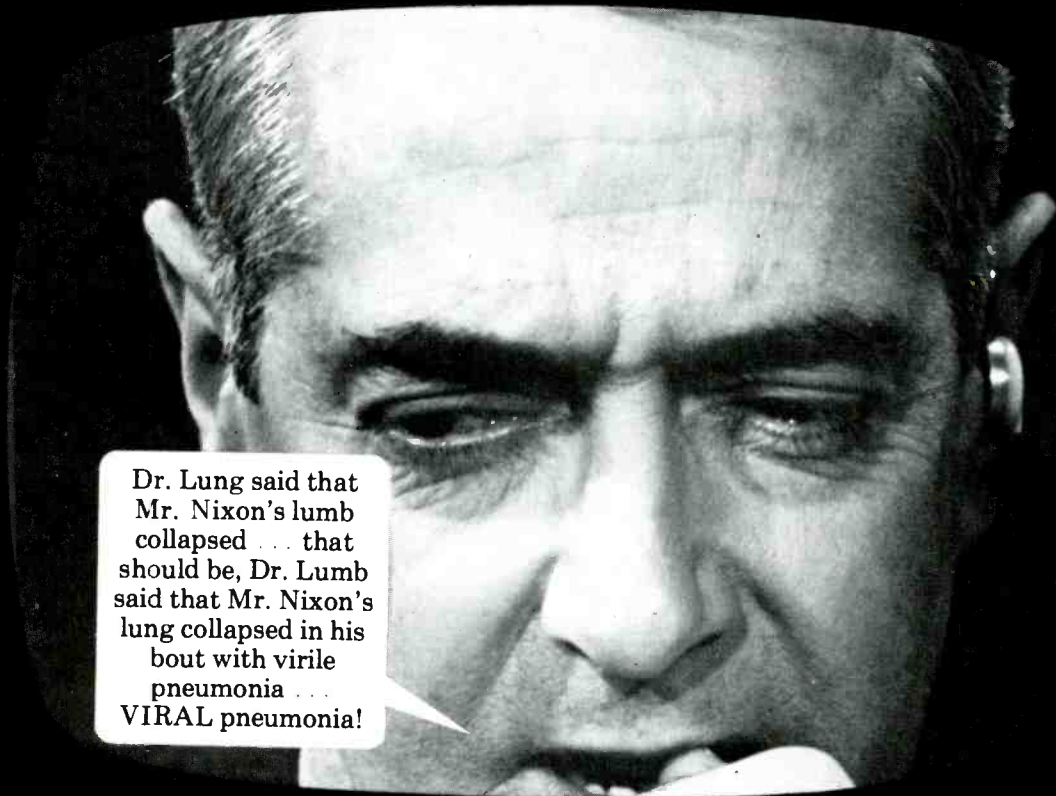 Dr. Lung said that
Mr. Nixon's lumb
collapsed ... that
should be, Dr. Lumb
said that Mr. Nixon's
lung collapsed in his
bout with virile
pneumonia ...
VIRAL pneumonia!